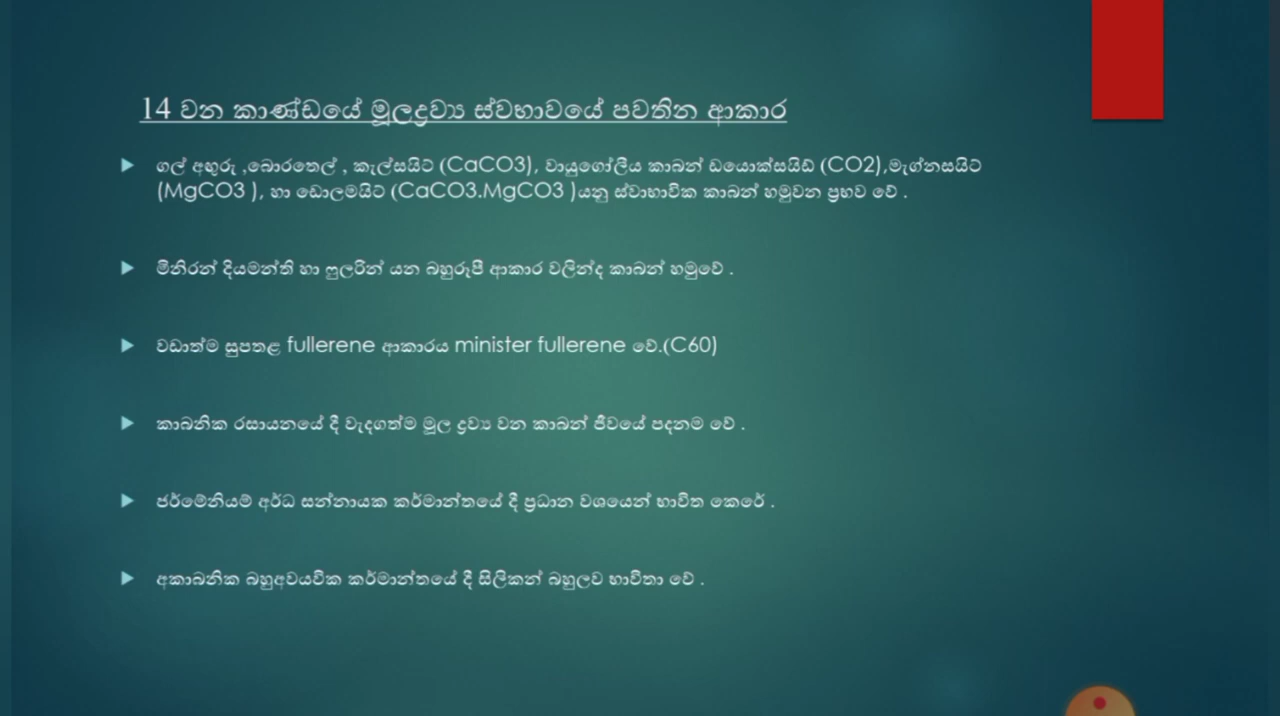 14 වන කාණ්ඩයේ මූලද්‍රව්‍ය ස්වභාවයේ පවතින ආකාර
ගල් අඟුරු ,බොරතෙල් , කැල්සයිට් (CaCO3), වායුගෝලීය කාබන් ඩයොක්සයිඩ් (CO2),මැග්නසයිට්
(MgCO3 ), හා ඩොලමයිට් (CaCO3.MgCO3 )යනු ස්වාභාවික කාබන් හමුවන ප්‍රභව වේ .
මිනිරන් දියමන්ති හා ෆුලරින් යන බහුරූපී ආකාර වලින්ද කාබන් හමුවේ .
වඩාත්ම සුපතළ fullerene ආකාරය minister fullerene වේ.(C60)
කාබනික රසායනයේ දී වැදගත්ම මූල ද්‍රව්‍ය වන කාබන් ජීවයේ පදනම වේ .
ජර්මේනියම් අර්ධ සන්නායක කර්මාන්තයේ දී ප්‍රධාන වශයෙන් භාවිත කෙරේ .
අකාබනික බහුඅවයවික කර්මාන්තයේ දී සිලිකන් බහුලව භාවිතා වේ .